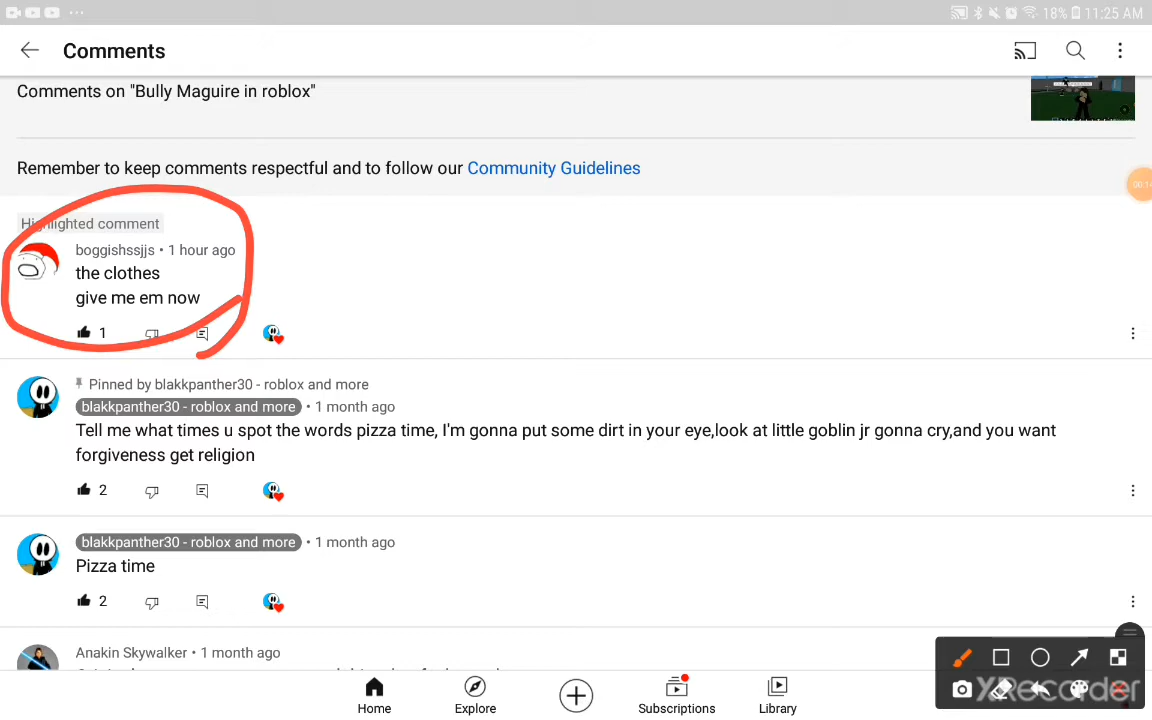 18% 11:25 AM
Comments
Comments on "Bully Maguire in roblox"
Remember to keep comments respectful and to follow our Community Guidelines
Highlighted comment
boggishssjjs • 1 hour ago
the clothes
give me em now
1
Pinned by blakkpanther30 - roblox and more
blakkpanther30 - roblox and more • 1 month ago
Tell me what times u spot the words pizza time, I'm gonna put some dirt in your eye,look at little goblin jr gonna cry,and you want
forgiveness get religion
2
blakkpanther30 - roblox and more • 1 month ago
Pizza time
2
Anakin Skywalker • 1 month ago
XRecorder
Home Explore Subscriptions Library